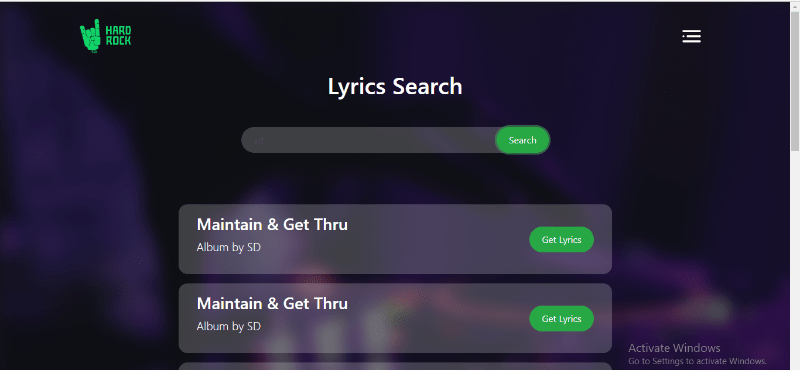 HARD
ROCK
Lyrics Search
Search
Maintain & Get Thru
Album by SD
Get Lyrics
Maintain & Get Thru
Album by SD
Get Lyrics
Activate Windows
Go to Settings to activate Windows.